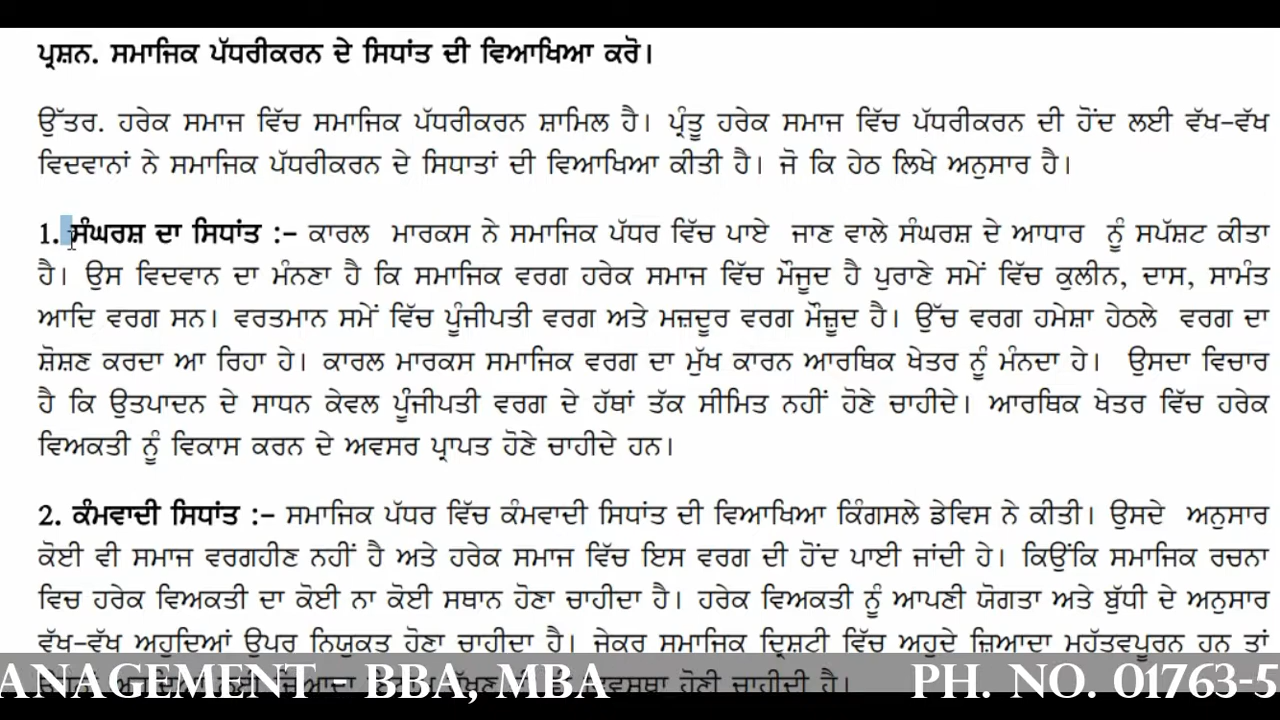 ਪ੍ਰਸ਼ਨ. ਸਮਾਜਿਕ ਪੱਧਰੀਕਰਨ ਦੇ ਸਿਧਾਂਤ ਦੀ ਵਿਆਖਿਆ ਕਰੋ।
ਉੱਤਰ. ਹਰੇਕ ਸਮਾਜ ਵਿੱਚ ਸਮਾਜਿਕ ਪੱਧਰੀਕਰਨ ਸ਼ਾਮਿਲ ਹੈ। ਪ੍ਰੰਤੂ ਹਰੇਕ ਸਮਾਜ ਵਿੱਚ ਪੱਧਰੀਕਰਨ ਦੀ ਹੋਂਦ ਲਈ ਵੱਖ-ਵੱਖ
ਵਿਦਵਾਨਾਂ ਨੇ ਸਮਾਜਿਕ ਪੱਧਰੀਕਰਨ ਦੇ ਸਿਧਾਤਾਂ ਦੀ ਵਿਆਖਿਆ ਕੀਤੀ ਹੈ। ਜੋ ਕਿ ਹੇਠ ਲਿਖੇ ਅਨੁਸਾਰ ਹੈ।
1. ਸੰਘਰਸ਼ ਦਾ ਸਿਧਾਂਤ :- ਕਾਰਲ ਮਾਰਕਸ ਨੇ ਸਮਾਜਿਕ ਪੱਧਰ ਵਿੱਚ ਪਾਏ ਜਾਣ ਵਾਲੇ ਸੰਘਰਸ਼ ਦੇ ਆਧਾਰ ਨੂੰ ਸਪੱਸ਼ਟ ਕੀਤਾ
ਹੈ। ਉਸ ਵਿਦਵਾਨ ਦਾ ਮੰਨਣਾ ਹੈ ਕਿ ਸਮਾਜਿਕ ਵਰਗ ਹਰੇਕ ਸਮਾਜ ਵਿੱਚ ਮੌਜੂਦ ਹੈ ਪੁਰਾਣੇ ਸਮੇਂ ਵਿੱਚ ਕੁਲੀਨ, ਦਾਸ, ਸਾਮੰਤ
ਆਦਿ ਵਰਗ ਸਨ। ਵਰਤਮਾਨ ਸਮੇਂ ਵਿੱਚ ਪੂੰਜੀਪਤੀ ਵਰਗ ਅਤੇ ਮਜ਼ਦੂਰ ਵਰਗ ਮੌਜ਼ੂਦ ਹੈ। ਉੱਚ ਵਰਗ ਹਮੇਸ਼ਾ ਹੇਠਲੇ ਵਰਗ ਦਾ
ਸ਼ੋਸ਼ਣ ਕਰਦਾ ਆ ਰਿਹਾ ਹੇ। ਕਾਰਲ ਮਾਰਕਸ ਸਮਾਜਿਕ ਵਰਗ ਦਾ ਮੁੱਖ ਕਾਰਨ ਆਰਥਿਕ ਖੇਤਰ ਨੂੰ ਮੰਨਦਾ ਹੇ। ਉਸਦਾ ਵਿਚਾਰ
ਹੈ ਕਿ ਉਤਪਾਦਨ ਦੇ ਸਾਧਨ ਕੇਵਲ ਪੂੰਜੀਪਤੀ ਵਰਗ ਦੇ ਹੱਥਾਂ ਤੱਕ ਸੀਮਿਤ ਨਹੀਂ ਹੋਣੇ ਚਾਹੀਦੇ। ਆਰਥਿਕ ਖੇਤਰ ਵਿੱਚ ਹਰੇਕ
ਵਿਅਕਤੀ ਨੂੰ ਵਿਕਾਸ ਕਰਨ ਦੇ ਅਵਸਰ ਪ੍ਰਾਪਤ ਹੋਣੇ ਚਾਹੀਦੇ ਹਨ।
2. ਕੰਮਵਾਦੀ ਸਿਧਾਂਤ :- ਸਮਾਜਿਕ ਪੱਧਰ ਵਿੱਚ ਕੰਮਵਾਦੀ ਸਿਧਾਂਤ ਦੀ ਵਿਆਖਿਆ ਕਿੰਗਸਲੇ ਡੇਵਿਸ ਨੇ ਕੀਤੀ। ਉਸਦੇ ਅਨੁਸਾਰ
ਕੋਈ ਵੀ ਸਮਾਜ ਵਰਗਹੀਣ ਨਹੀਂ ਹੈ ਅਤੇ ਹਰੇਕ ਸਮਾਜ ਵਿੱਚ ਇਸ ਵਰਗ ਦੀ ਹੋਂਦ ਪਾਈ ਜਾਂਦੀ ਹੇ। ਕਿਉਂਕਿ ਸਮਾਜਿਕ ਰਚਨਾ
ਵਿਚ ਹਰੇਕ ਵਿਅਕਤੀ ਦਾ ਕੋਈ ਨਾ ਕੋਈ ਸਥਾਨ ਹੋਣਾ ਚਾਹੀਦਾ ਹੈ। ਹਰੇਕ ਵਿਅਕਤੀ ਨੂੰ ਆਪਣੀ ਯੋਗਤਾ ਅਤੇ ਬੁੱਧੀ ਦੇ ਅਨੁਸਾਰ
ਵੱਖ-ਵੱਖ ਅਹੁਦਿਆਂ ਉਪਰ ਨਿਯੁਕਤ ਹੋਣਾ ਚਾਹੀਦਾ ਹੈ। ਜੇਕਰ ਸਮਾਜਿਕ ਦ੍ਰਿਸ਼ਟੀ ਵਿੱਚ ਅਹੁਦੇ ਜ਼ਿਆਦਾ ਮਹੱਤਵਪੂਰਨ ਹਨ ਤਾਂ
ਹੋਣੀ ਚਾਹੀਦੀ ਹੈ।
ANAGEMENT - BBA, MBA PH. NO. 01763-5